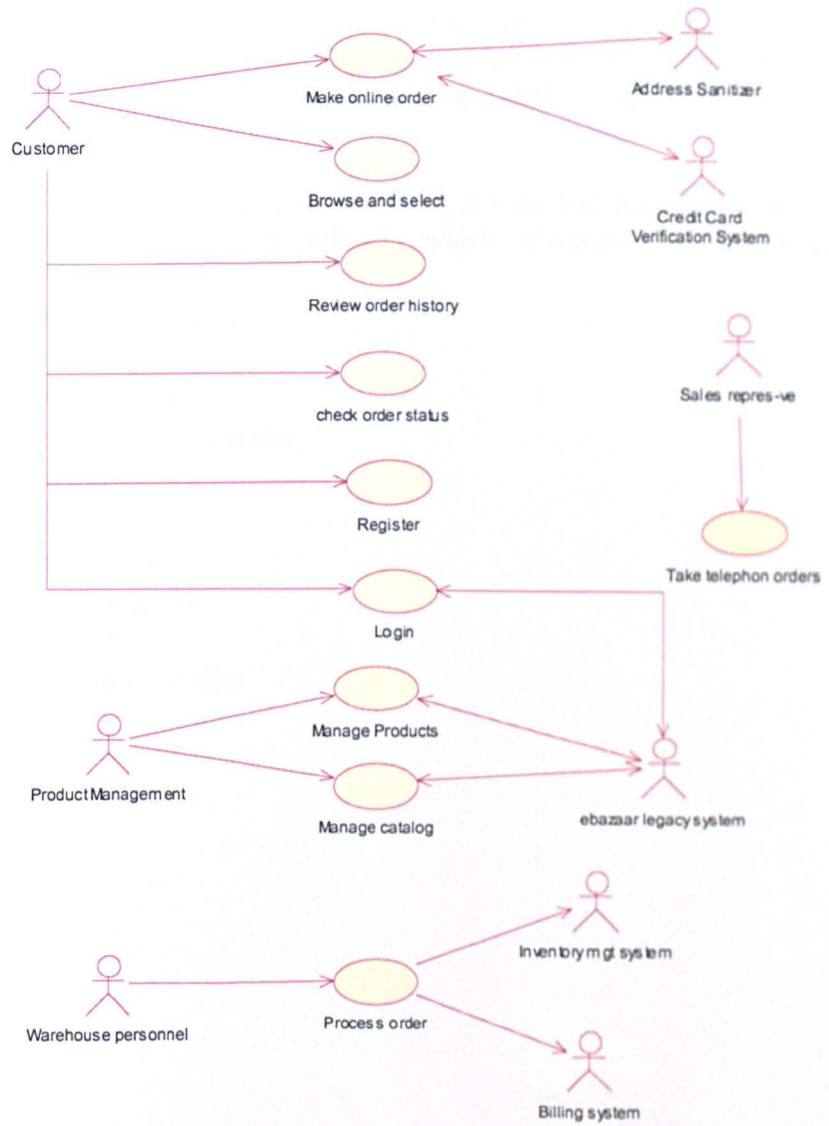 Make online order
Address Sanitizer
Customer
Browse and select
Credit Card
Verification System
Review order history
Sales repres-ve
check order status
Register
Take telephon orders
Login
Manage Products
Product Management
Manage catalog
ebazaar legacy system
Inventory mgt system
Warehouse personnel
Process order
Billing system